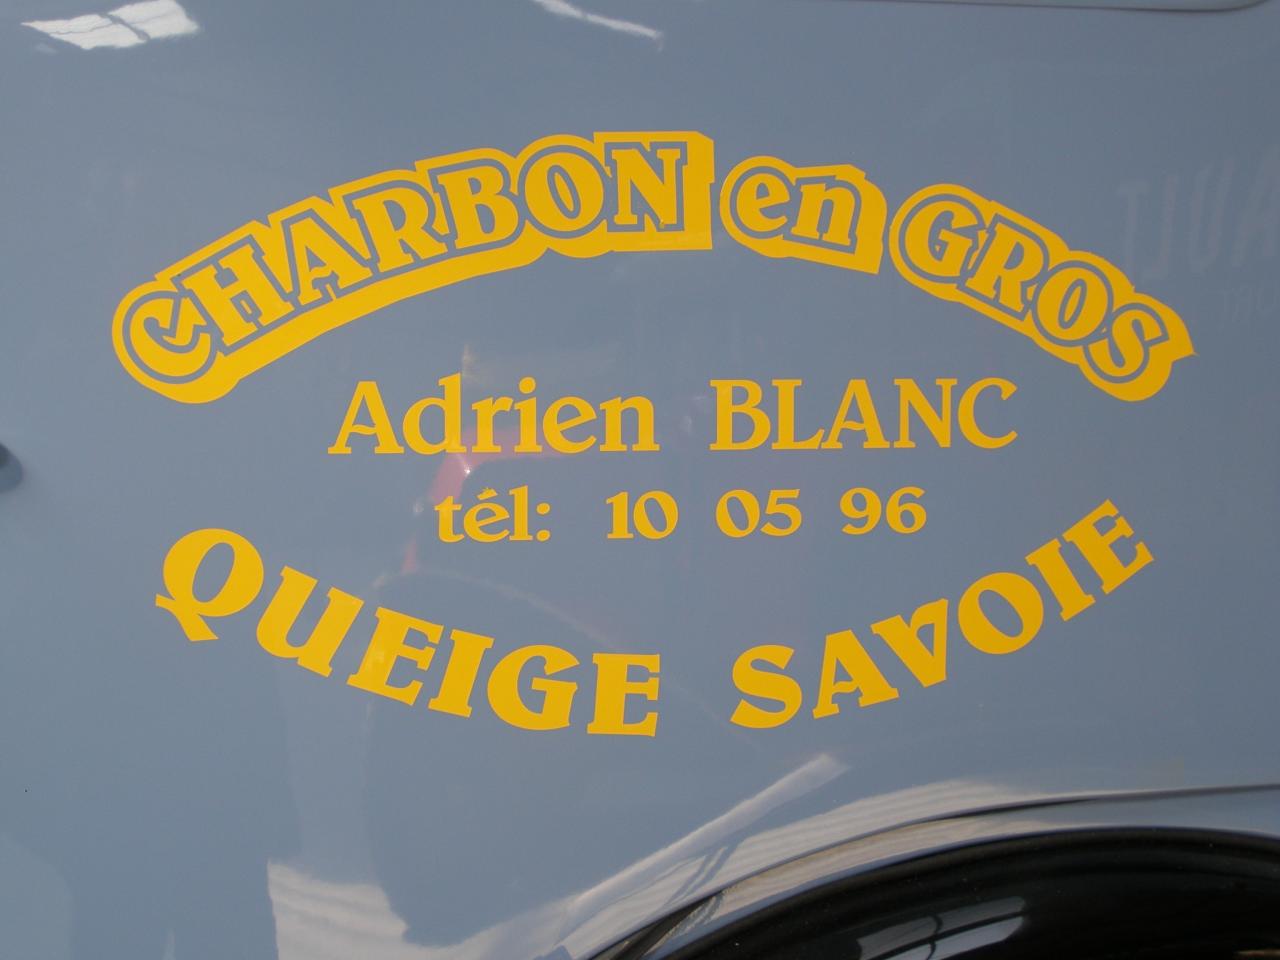 CHARBON en GROS
Adrien BLANC
tél: 10 05 96
QUEIGE SAVOIE